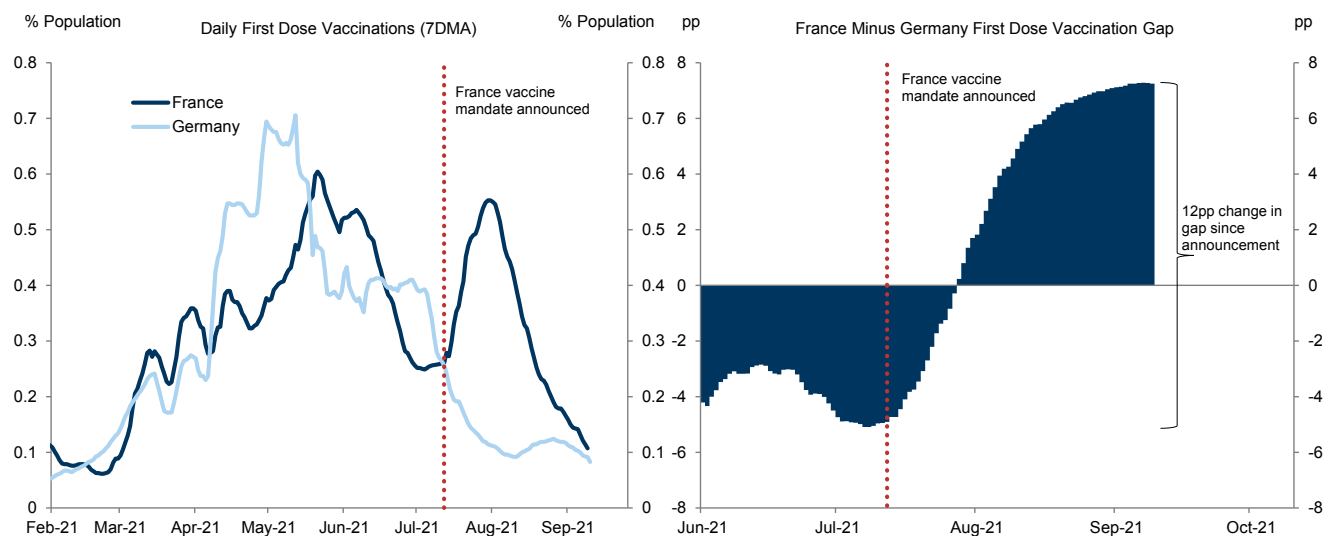 % Population
Daily First Dose Vaccinations (7DMA)
% Population
0.8
0.7
0.6
0.5
0.4
0.3
0.2
0.1
0
France
Germany
France vaccine
mandate announced
0.8
0.7
0.6
0.5
0.4
0.3
0.2
0.1
0
Feb-21
Mar-21
Apr-21
May-21
Jun-21
Jul-21
Aug-21
Sep-21
pp
France Minus Germany First Dose Vaccination Gap
pp
8
6
4
2
0
-2
-4
-6
-8
France vaccine
mandate announced
12pp change in
gap since
announcement
8
6
4
2
0
-2
-4
-6
-8
Jun-21
Jul-21
Aug-21
Sep-21
Oct-21